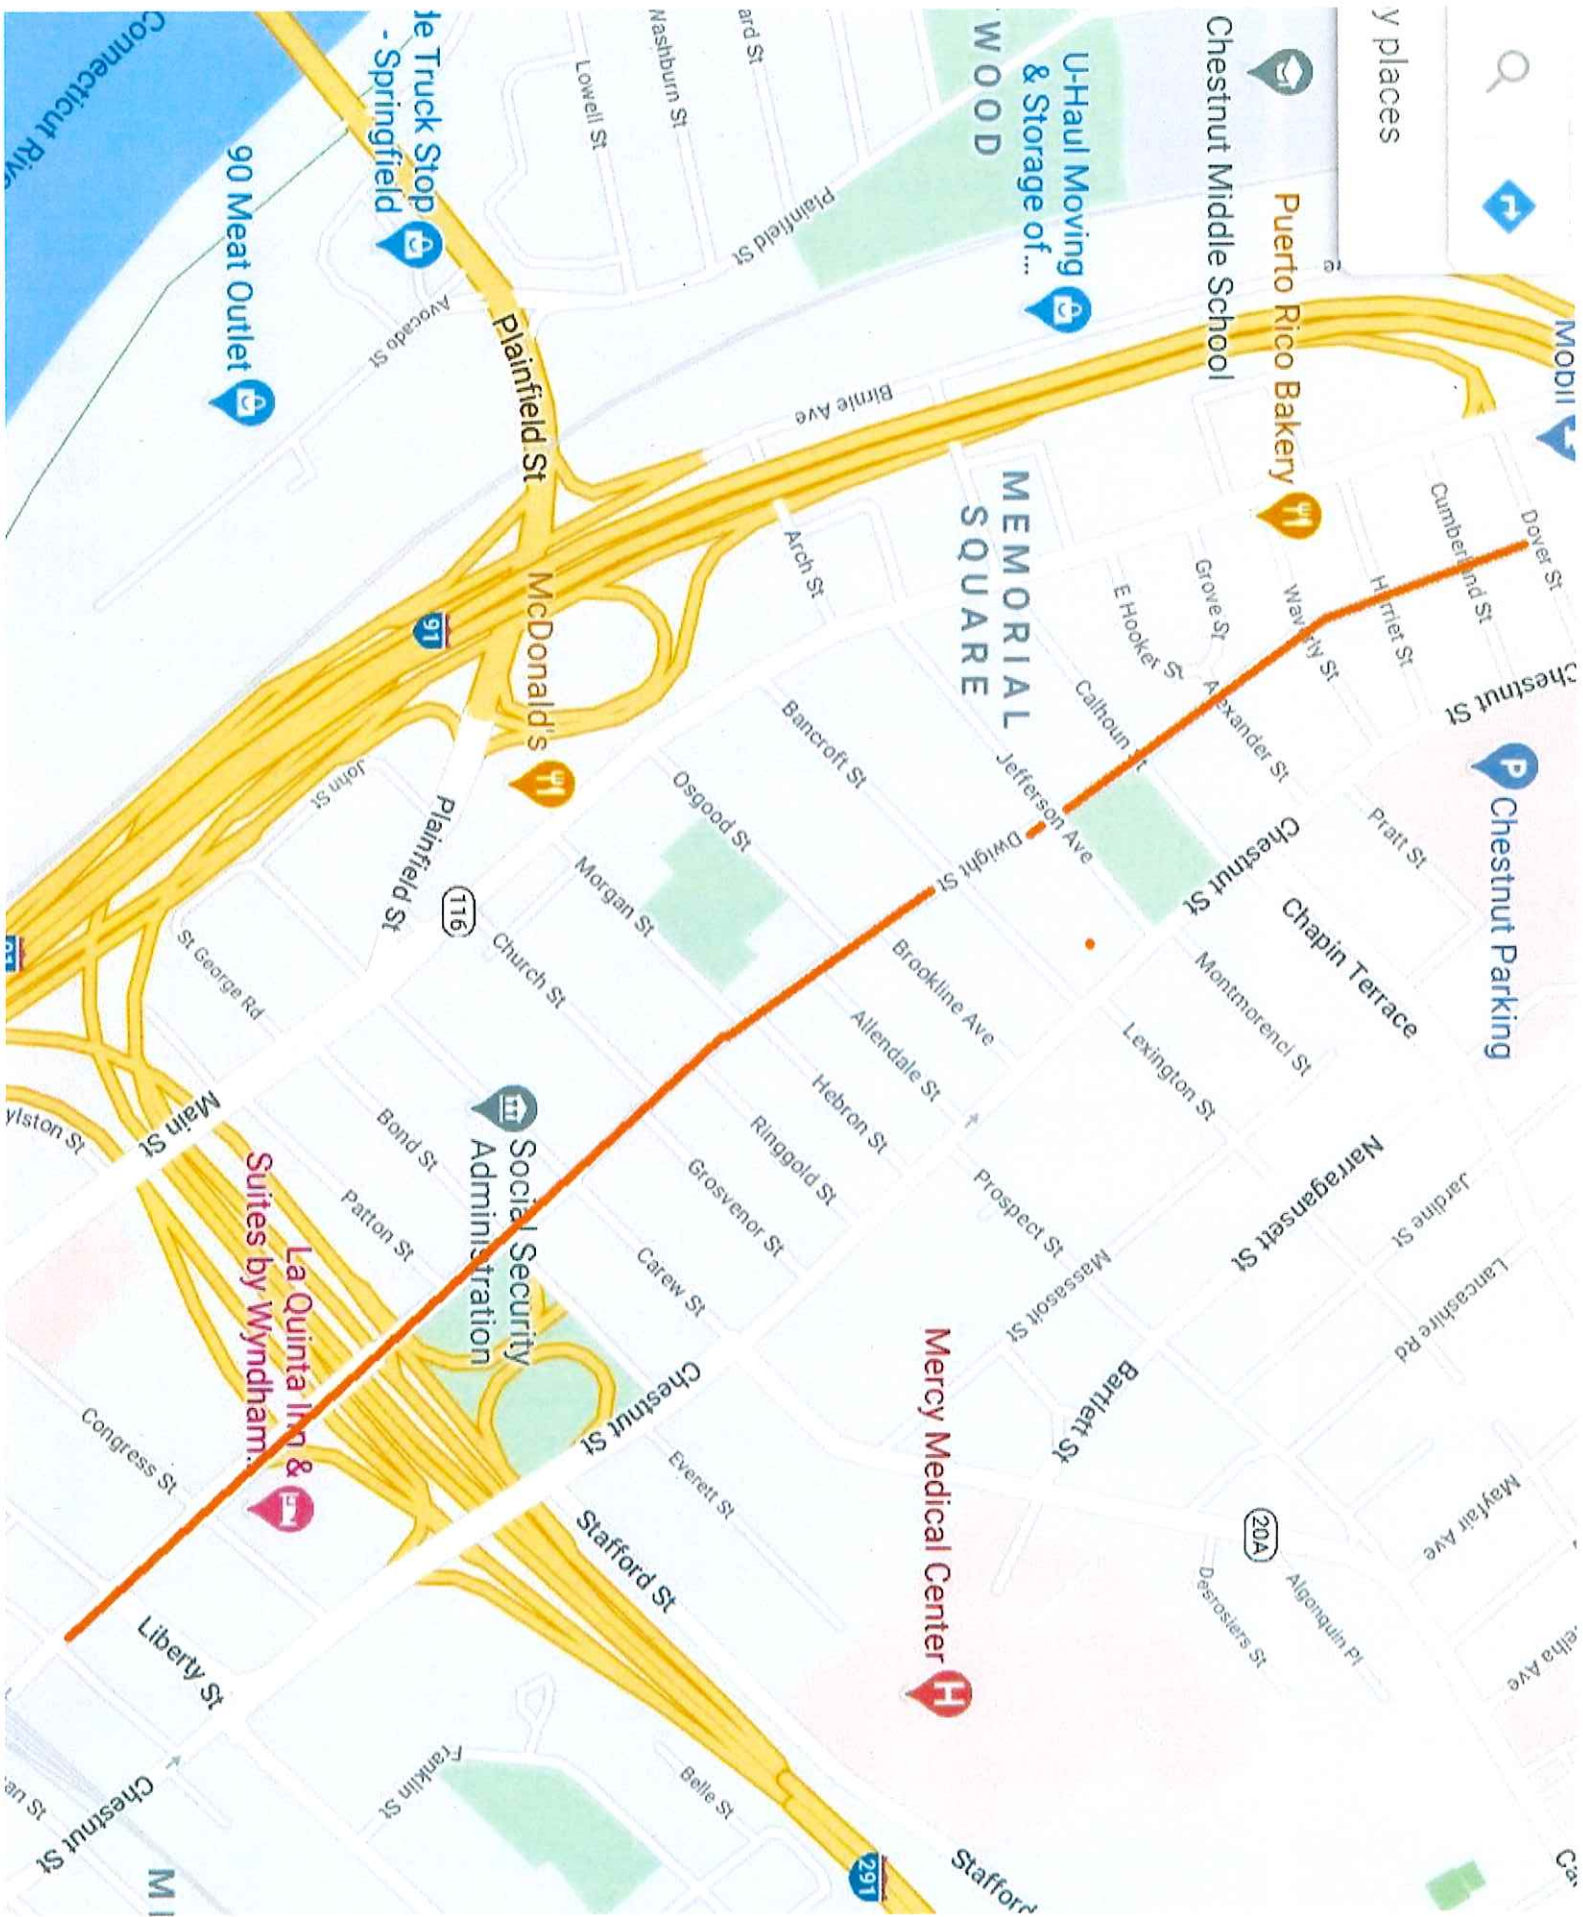 y places
Mobil
Dover St
Cumberland St
Harriet St
Chestnut St
Chestnut Parking
Puerto Rico Bakery
Chestnut Middle School
Waverly St
Grove St
E Hooker St
Alexander St
Pratt St
Chestnut St
Chapin Terrace
U-Haul Moving
& Storage of...
WOOD
MEMORIAL
SQUARE
Calhoun St
Jefferson Ave
Montmorenci St
Narragansett St
Jardine St
Lancashire Rd
Mayfair Ave
Lexington St
Birnie Ave
Arch St
Bancroft St
Dwight St
Brookline Ave
Allendale St
Prospect St
Massasoit St
Bartlett St
20A
Algonquin Pl
Desrosiers St
Mercy Medical Center
ard St
Washburn St
Lowell St
Plainfield St
Osgood St
Hebron St
Morgan St
Ringgold St
Grosvenor St
Church St
Carew St
Chestnut St
Everett St
Stafford St
Stafford
de Truck Stop
- Springfield
Avocado St
Plainfield St
McDonald's
91
John St
Plainfield St
116
Social Security
Administration
Bond St
Patton St
St George Rd
90 Meat Outlet
Connecticut Rive
Main St
ylston St
La Quinta Inn &
Suites by Wyndham...
Congress St
Liberty St
Chestnut St
Franklin St
Belle St
291
an St
M